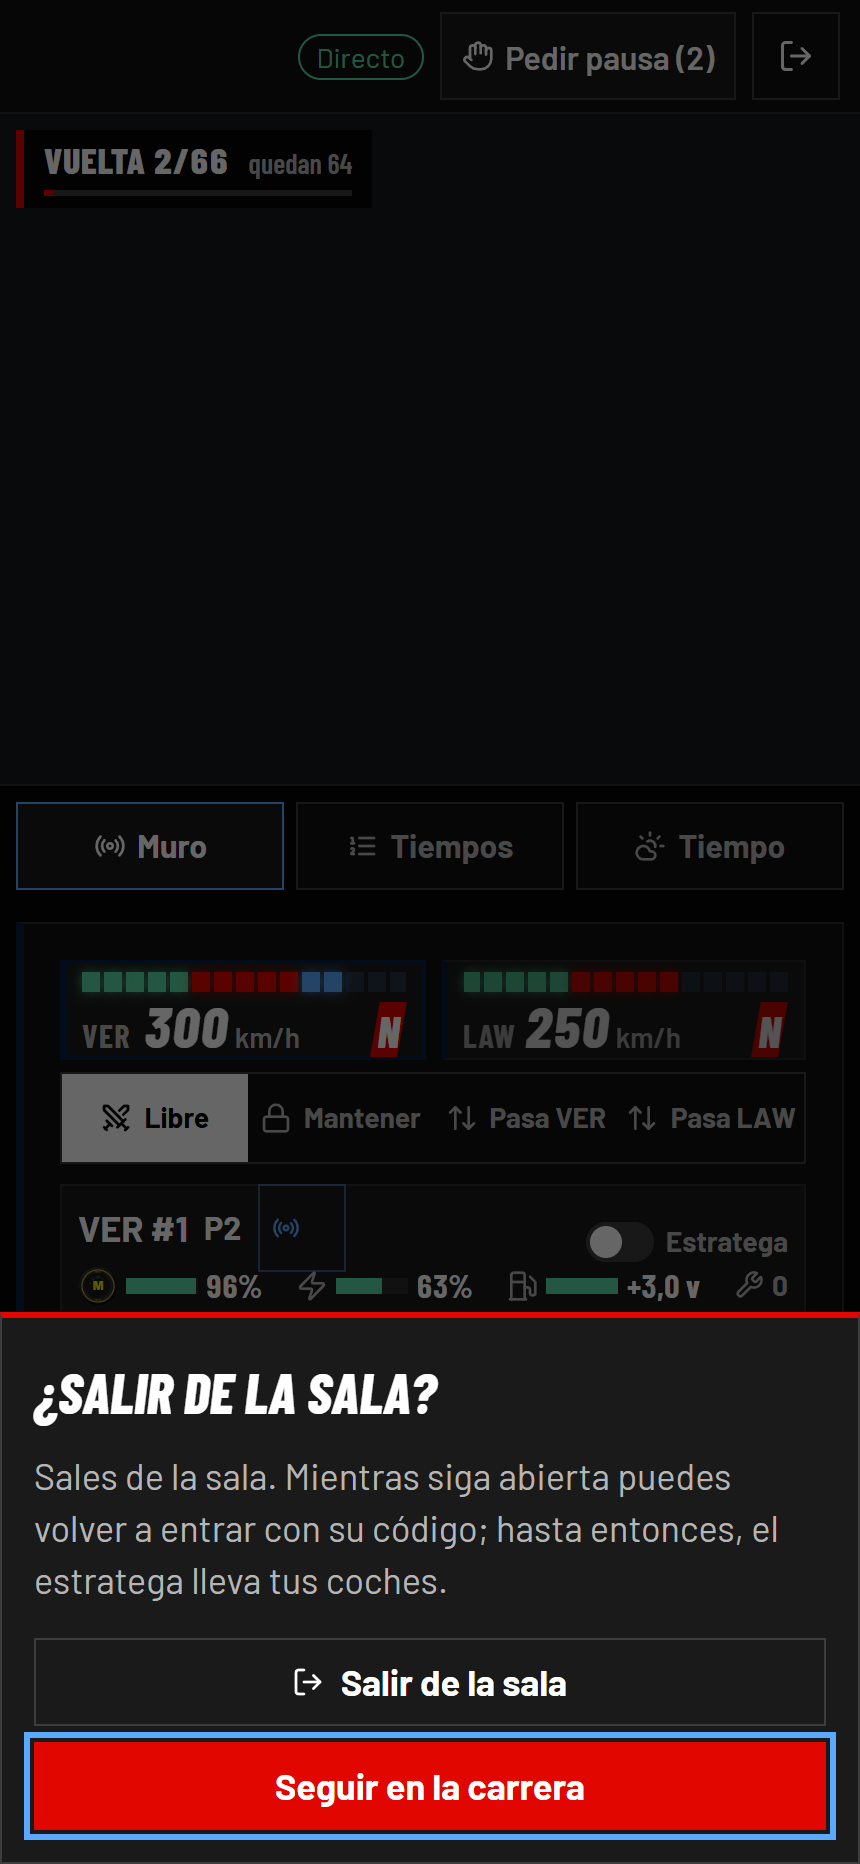 Directo
Pedir pausa (2)
VUELTA 2/66 quedan 64
Muro
Tiempos
Tiempo
VER 300 km/h N
LAW 250 km/h N
Libre
Mantener
Pasa VER
Pasa LAW
VER #1 P2
Estratega
M 96% 63% +3,0 v 0
¿SALIR DE LA SALA?
Sales de la sala. Mientras siga abierta puedes
volver a entrar con su código; hasta entonces, el
estratega lleva tus coches.
Salir de la sala
Seguir en la carrera